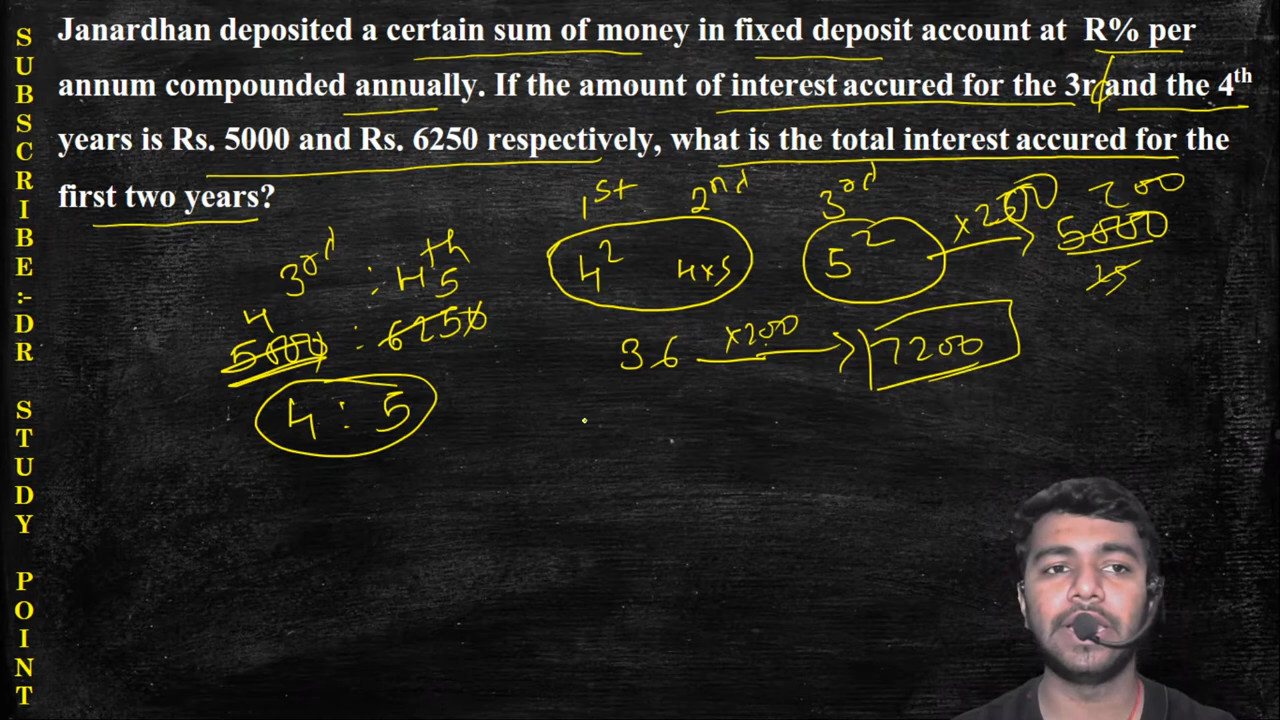 SUBSCRIBE:-DR STUDY POINT
Janardhan deposited a certain sum of money in fixed deposit account at R% per
annum compounded annually. If the amount of interest accured for the 3rd and the 4th
years is Rs. 5000 and Rs. 6250 respectively, what is the total interest accured for the
first two years?
1st 2nd 3rd
4² 4x5 5² x200 200
5000
25
3rd : 4th
4 5
5000 : 6250
4 : 5
36 x200 7200